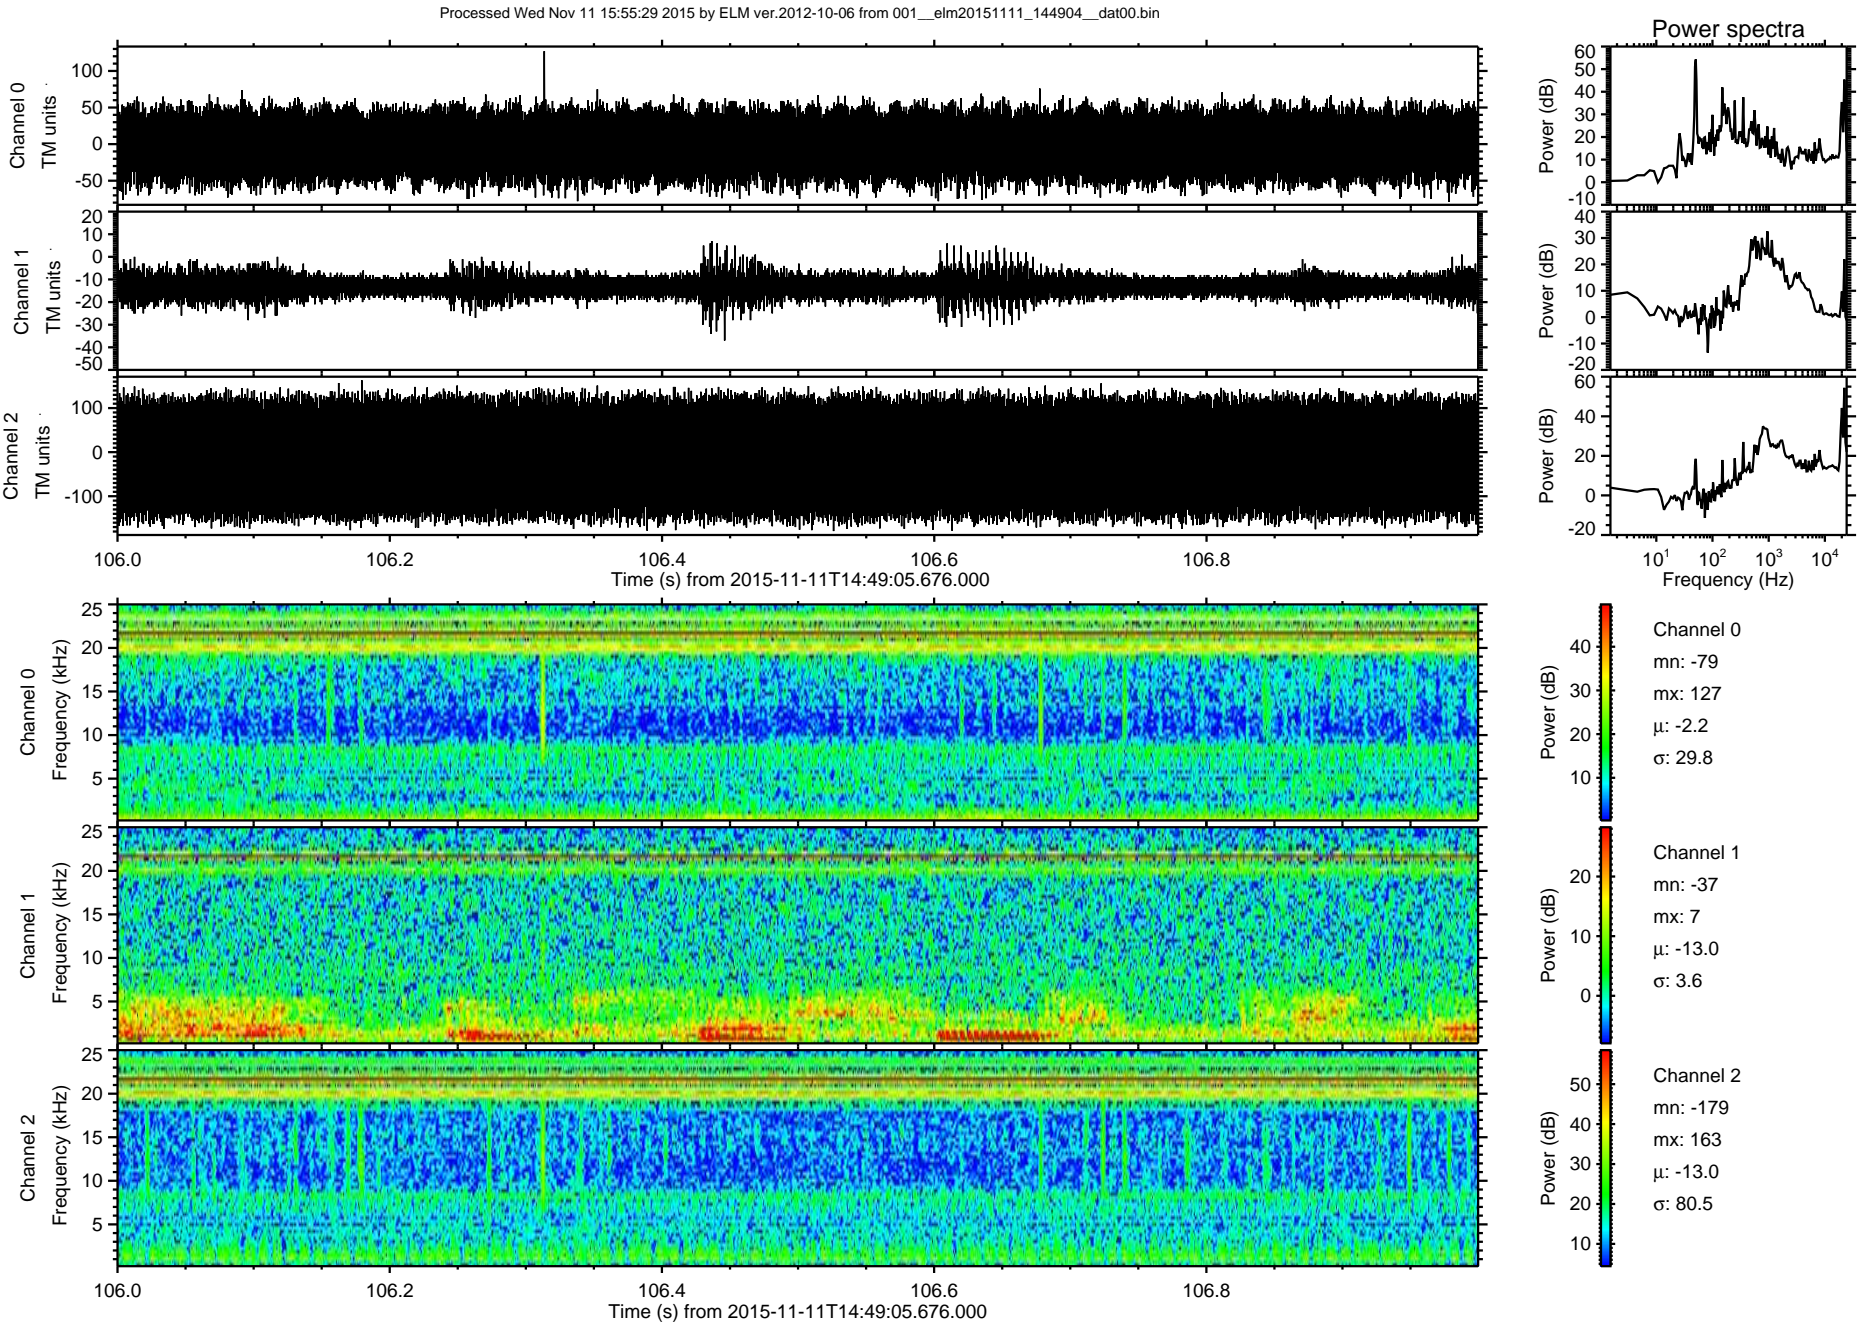 Processed Wed Nov 11 15:55:29 2015 by ELM ver.2012-10-06 from 001__elm20151111_144904__dat00.bin
Power spectra
Channel 0
TM units
100
50
0
-50
Power (dB)
60
50
40
30
20
10
0
-10
Channel 1
TM units
20
10
0
-10
-20
-30
-40
-50
Power (dB)
40
30
20
10
0
-10
-20
Channel 2
TM units
100
0
-100
Power (dB)
60
40
20
0
-20
106.0 106.2 106.4 106.6 106.8
Time (s) from 2015-11-11T14:49:05.676.000
10^1 10^2 10^3 10^4
Frequency (Hz)
Channel 0
Frequency (kHz)
25
20
15
10
5
Power (dB)
40
30
20
10
Channel 0
mn: -79
mx: 127
μ: -2.2
σ: 29.8
Channel 1
Frequency (kHz)
25
20
15
10
5
Power (dB)
20
10
0
Channel 1
mn: -37
mx: 7
μ: -13.0
σ: 3.6
Channel 2
Frequency (kHz)
25
20
15
10
5
Power (dB)
50
40
30
20
10
Channel 2
mn: -179
mx: 163
μ: -13.0
σ: 80.5
106.0 106.2 106.4 106.6 106.8
Time (s) from 2015-11-11T14:49:05.676.000